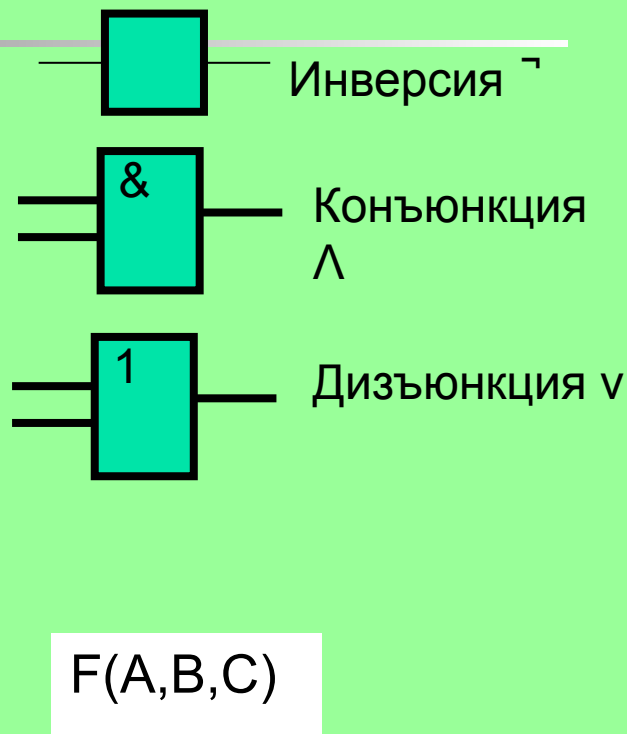 Инверсия ¬
&
Конъюнкция
Λ
1
Дизъюнкция v
F(A,B,C)